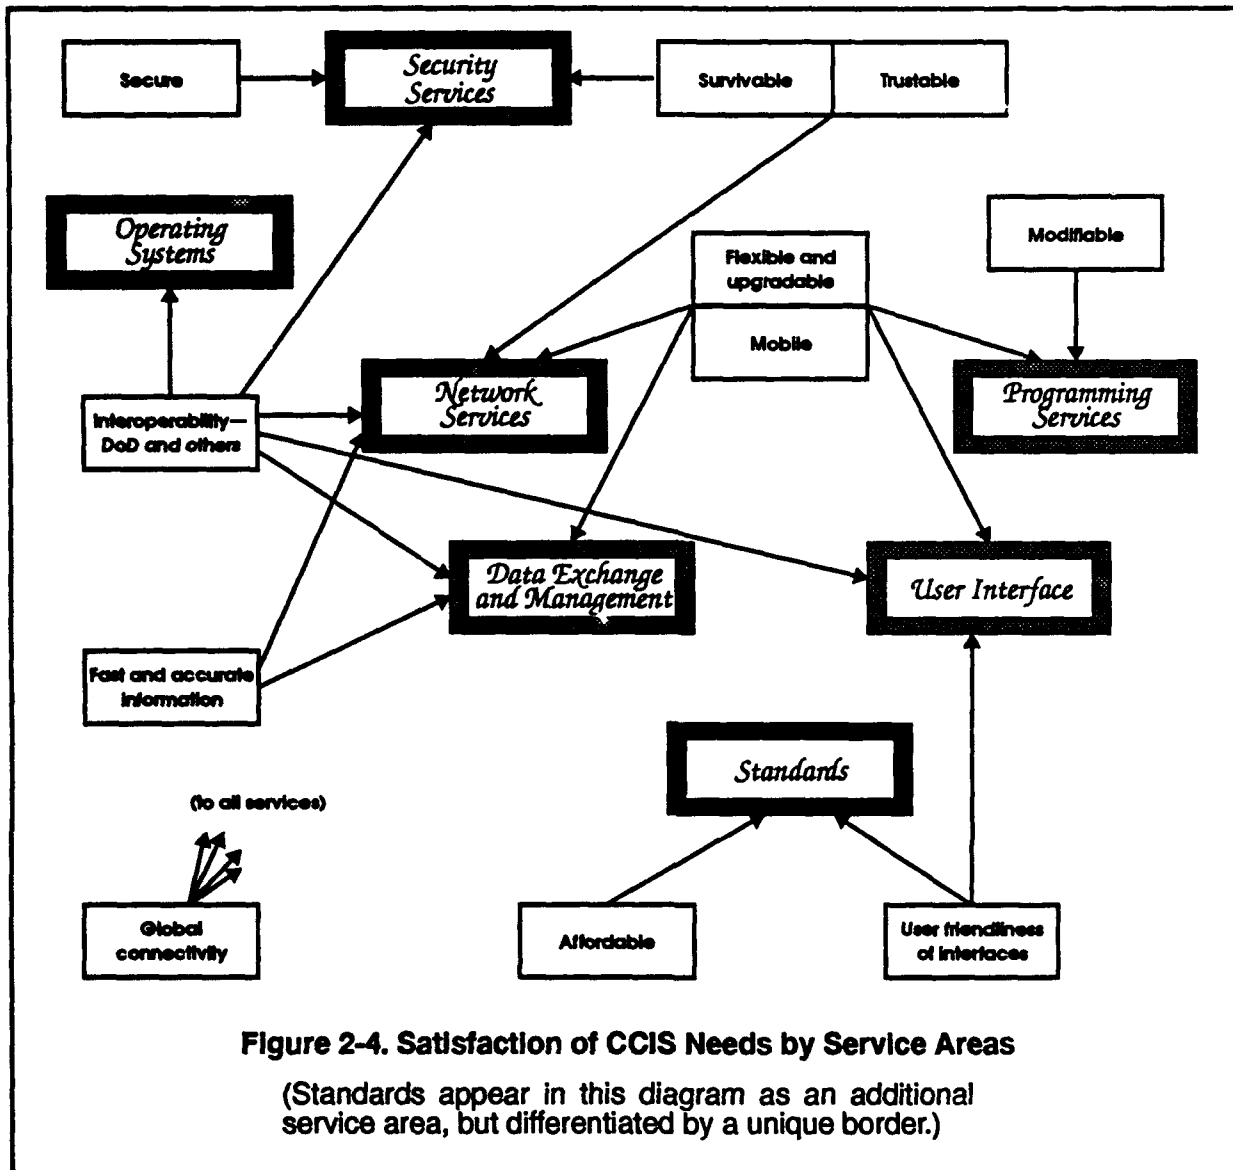 Secure
Security
Services
Survivable
Trustable
Operating
Systems
Flexible and
upgradable
Modifiable
Mobile
Interoperability—
DoD and others
Network
Services
Programming
Services
Data Exchange
and Management
User Interface
Fast and accurate
information
Standards
(to all services)
Global
connectivity
Affordable
User friendliness
of interfaces
Figure 2-4. Satisfaction of CCIS Needs by Service Areas
(Standards appear in this diagram as an additional
service area, but differentiated by a unique border.)